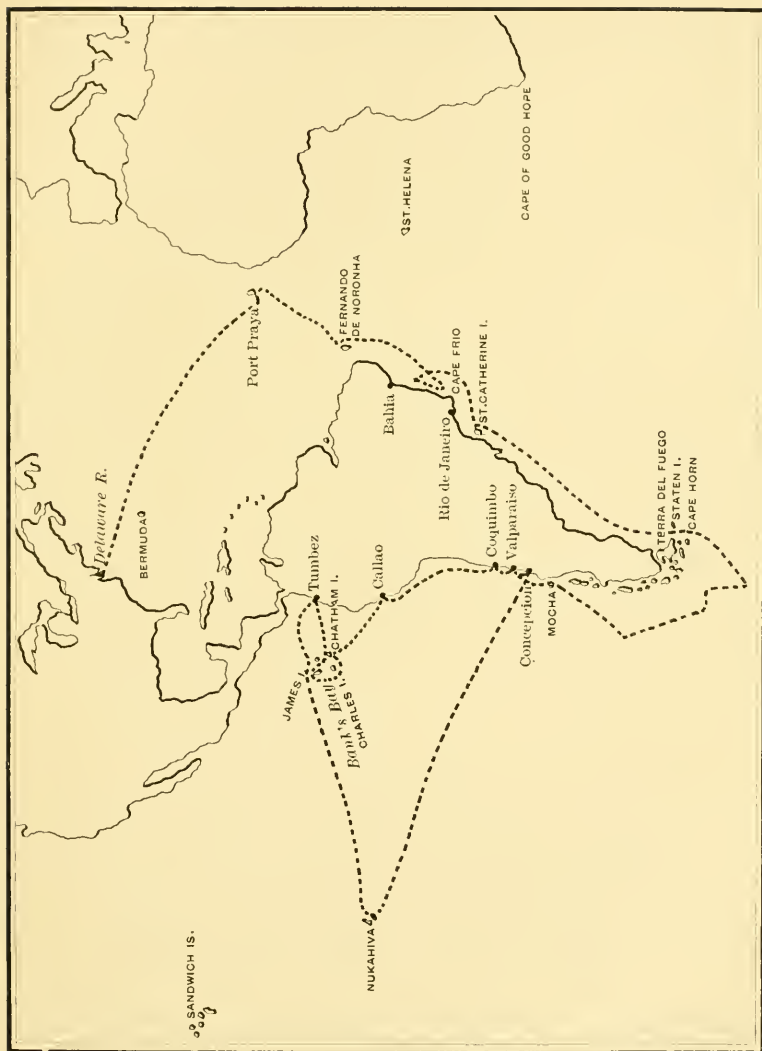 Delaware R.
BERMUDA
Port Praya
FERNANDO
DE NORONHA
ST.HELENA
CAPE OF GOOD HOPE
Bahia
CAPE FRIO
Rio de Janeiro
ST.CATHERINE I.
TERRA DEL FUEGO
STATEN I.
CAPE HORN
Coquimbo
Valparaiso
Concepcion
MOCHA
Callao
Tumbez
CHATHAM I.
JAMES I.
Bank's Bay
CHARLES I.
NUKAHIVA
SANDWICH IS.